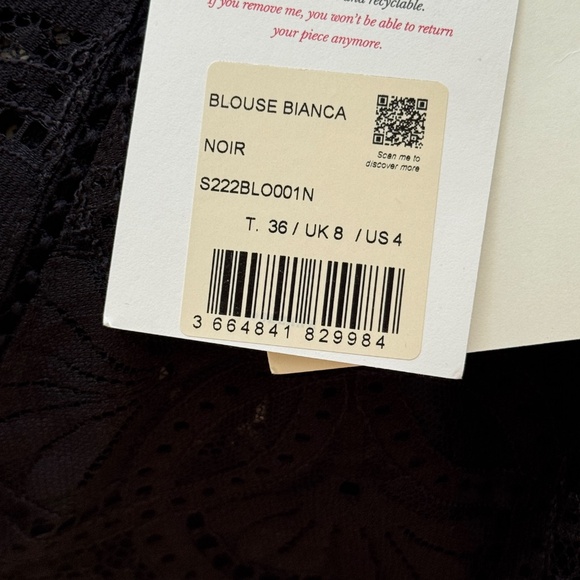 and recyclable.
If you remove me, you won't be able to return
your piece anymore.
BLOUSE BIANCA
NOIR
Scan me to
discover more
S222BLO001N
T. 36 / UK 8 / US 4
3 664841 829984